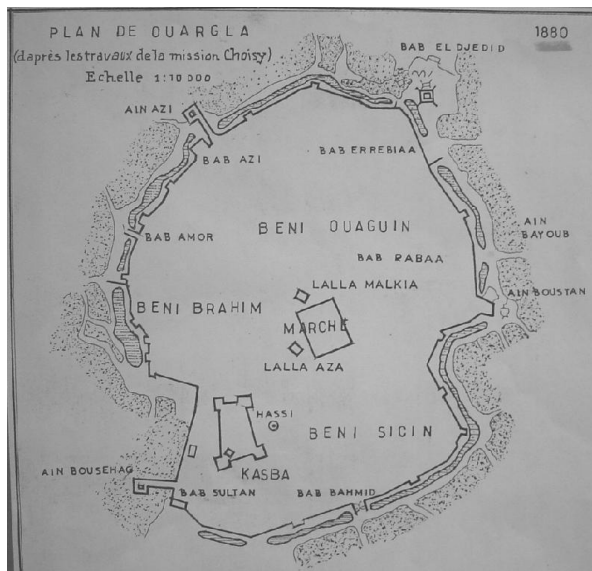 PLAN DE OUARGLA
1880
(d'après les travaux de la mission Choisy)
Echelle 1:10 000
BAB EL DJEDID
AIN AZI
BAB AZI
BAB ERREBIAA
BENI OUAGUIN
AIN
BAYOUB
BAB AMOR
BAB RABAA
LALLA MALKIA
AIN BOUSTAN
BENI BRAHIM
MARCHE
LALLA AZA
HASSI
BENI SICIN
KASBA
AIN BOUSEHAG
BAB SULTAN
BAB BAHMID